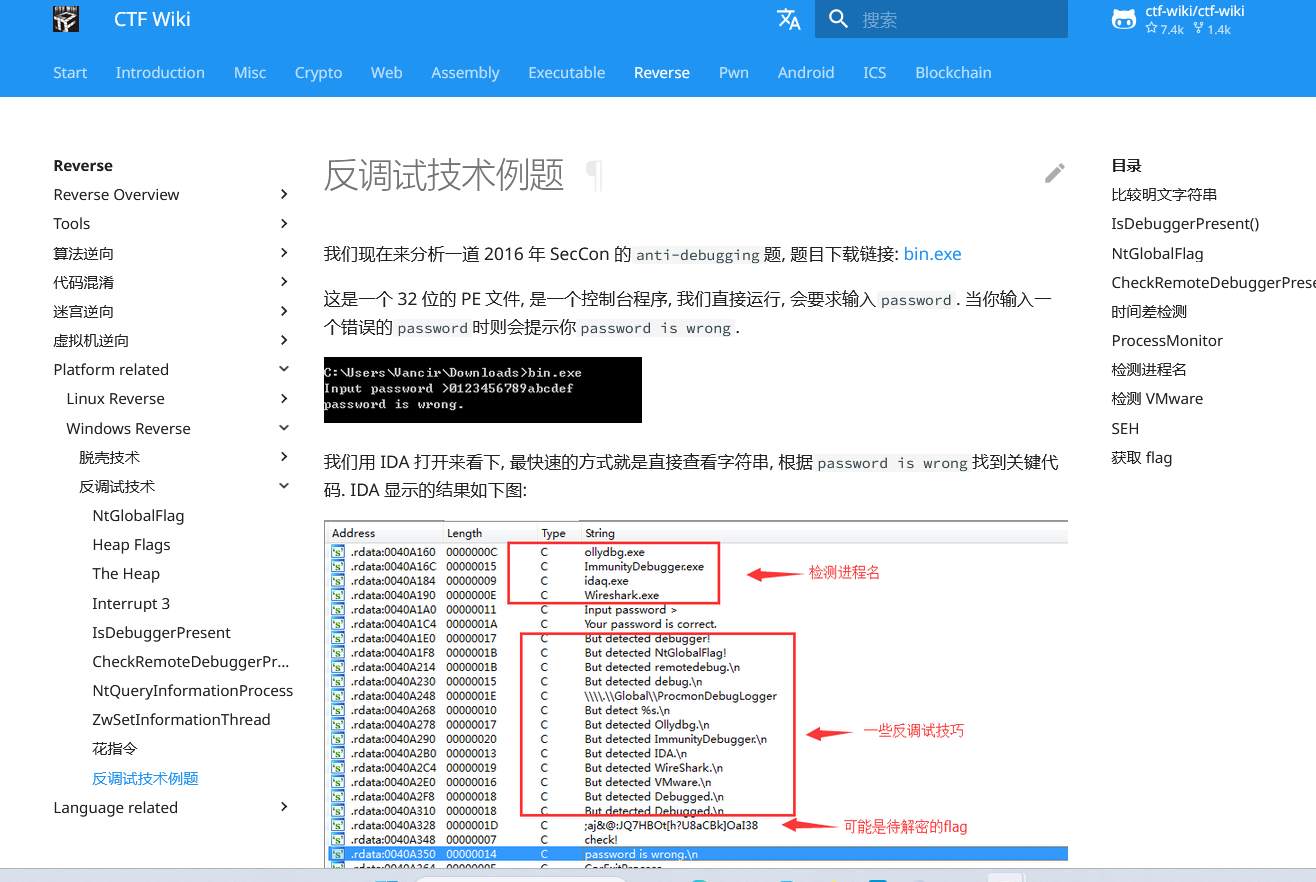 CTF Wiki
搜索
ctf-wiki/ctf-wiki
7.4k 1.4k
Start Introduction Misc Crypto Web Assembly Executable Reverse Pwn Android ICS Blockchain
Reverse
Reverse Overview
Tools
算法逆向
代码混淆
迷宫逆向
虚拟机逆向
Platform related
Linux Reverse
Windows Reverse
脱壳技术
反调试技术
NtGlobalFlag
Heap Flags
The Heap
Interrupt 3
IsDebuggerPresent
CheckRemoteDebuggerPr...
NtQueryInformationProcess
ZwSetInformationThread
花指令
反调试技术例题
Language related
反调试技术例题 ¶
我们现在来分析一道 2016 年 SecCon 的 anti-debugging 题, 题目下载链接: bin.exe
这是一个 32 位的 PE 文件, 是一个控制台程序, 我们直接运行, 会要求输入 password . 当你输入一
个错误的 password 时则会提示你 password is wrong .
C:\Users\Vancir\Downloads>bin.exe
Input password >0123456789abcdef
password is wrong.
我们用 IDA 打开来看下, 最快速的方式就是直接查看字符串, 根据 password is wrong 找到关键代
码. IDA 显示的结果如下图:
Address Length Type String
.rdata:0040A160 0000000C C ollydbg.exe
.rdata:0040A16C 00000015 C ImmunityDebugger.exe
.rdata:0040A184 00000009 C idaq.exe
.rdata:0040A190 0000000E C Wireshark.exe
.rdata:0040A1A0 00000011 C Input password >
.rdata:0040A1C4 0000001A C Your password is correct.
.rdata:0040A1E0 00000017 C But detected debugger!
.rdata:0040A1F8 0000001B C But detected NtGlobalFlag!
.rdata:0040A214 0000001B C But detected remotedebug.\n
.rdata:0040A230 00000015 C But detected debug.\n
.rdata:0040A248 0000001E C \\\\.\\Global\\ProcmonDebugLogger
.rdata:0040A268 00000010 C But detect %s.\n
.rdata:0040A278 00000017 C But detected Ollydbg.\n
.rdata:0040A290 00000020 C But detected ImmunityDebugger.\n
.rdata:0040A2B0 00000013 C But detected IDA.\n
.rdata:0040A2C4 00000019 C But detected WireShark.\n
.rdata:0040A2E0 00000016 C But detected VMware.\n
.rdata:0040A2F8 00000018 C But detected Debugged.\n
.rdata:0040A310 00000018 C But detected Debugged.\n
.rdata:0040A328 0000001D C ;aj&@:JQ7HBOt[h?U8aCBk]OaI38
.rdata:0040A348 00000007 C check!
.rdata:0040A350 00000014 C password is wrong.\n
检测进程名
一些反调试技巧
可能是待解密的flag
目录
比较明文字符串
IsDebuggerPresent()
NtGlobalFlag
CheckRemoteDebuggerPrese
时间差检测
ProcessMonitor
检测进程名
检测 VMware
SEH
获取 flag